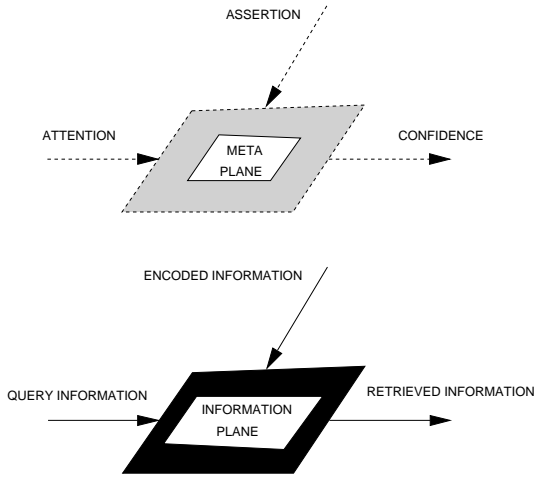 ASSERTION
ATTENTION
CONFIDENCE
META
PLANE
ENCODED INFORMATION
QUERY INFORMATION
RETRIEVED INFORMATION
INFORMATION
PLANE